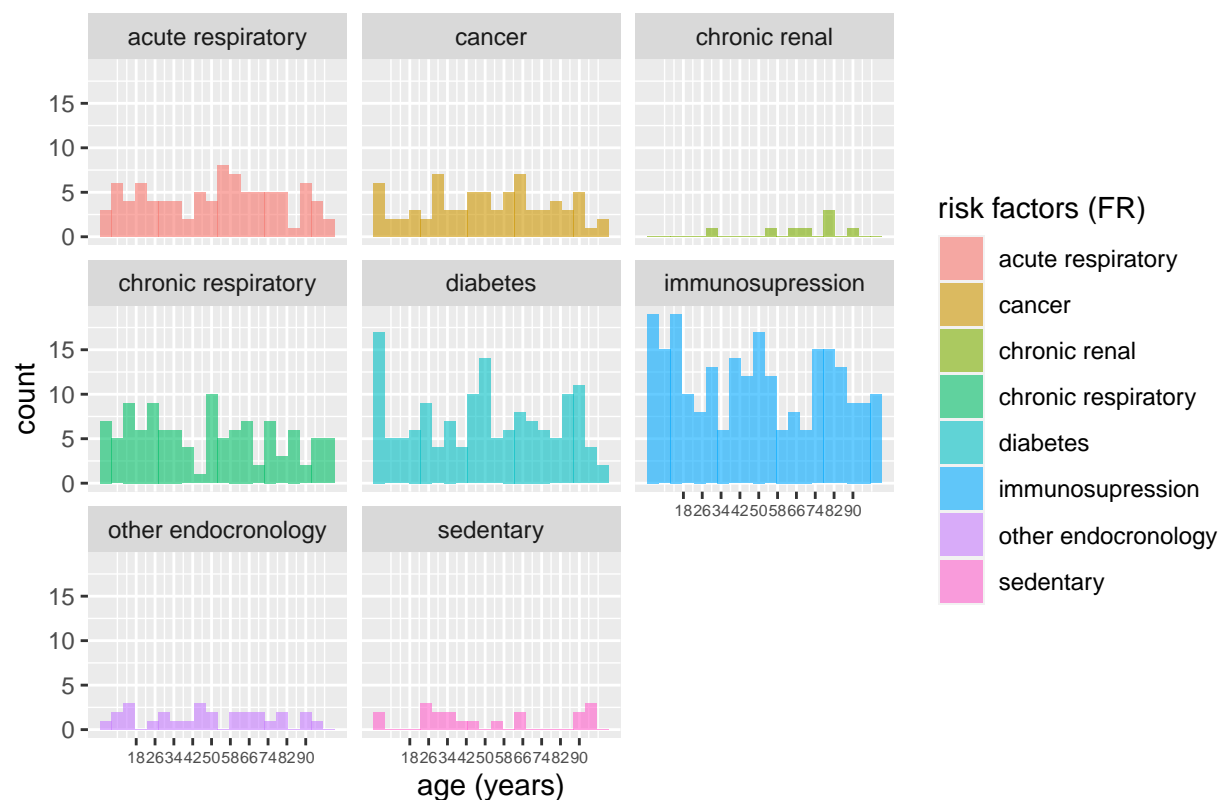 acute respiratory
cancer
chronic renal
15
10
5
0
chronic respiratory
diabetes
immunosupression
15
10
5
0
18263442505866748290
other endocronology
sedentary
15
10
5
0
18263442505866748290
18263442505866748290
age (years)
count
risk factors (FR)
acute respiratory
cancer
chronic renal
chronic respiratory
diabetes
immunosupression
other endocronology
sedentary